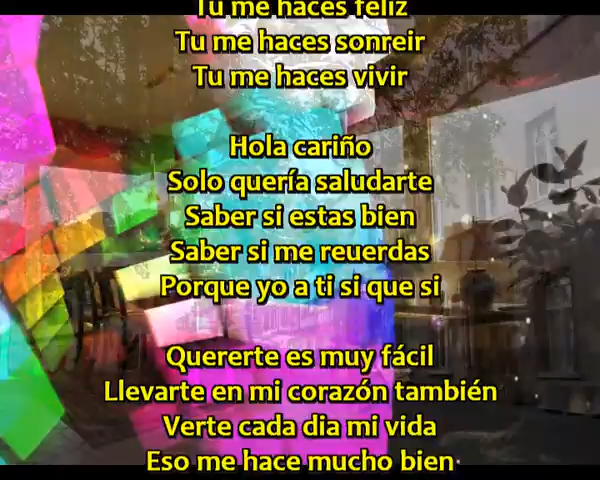 Tu me haces feliz
Tu me haces sonreir
Tu me haces vivir
Hola cariño
Solo quería saludarte
Saber si estas bien
Saber si me reuerdas
Porque yo a ti si que si
Quererte es muy fácil
Llevarte en mi corazón también
Verte cada dia mi vida
Eso me hace mucho bien